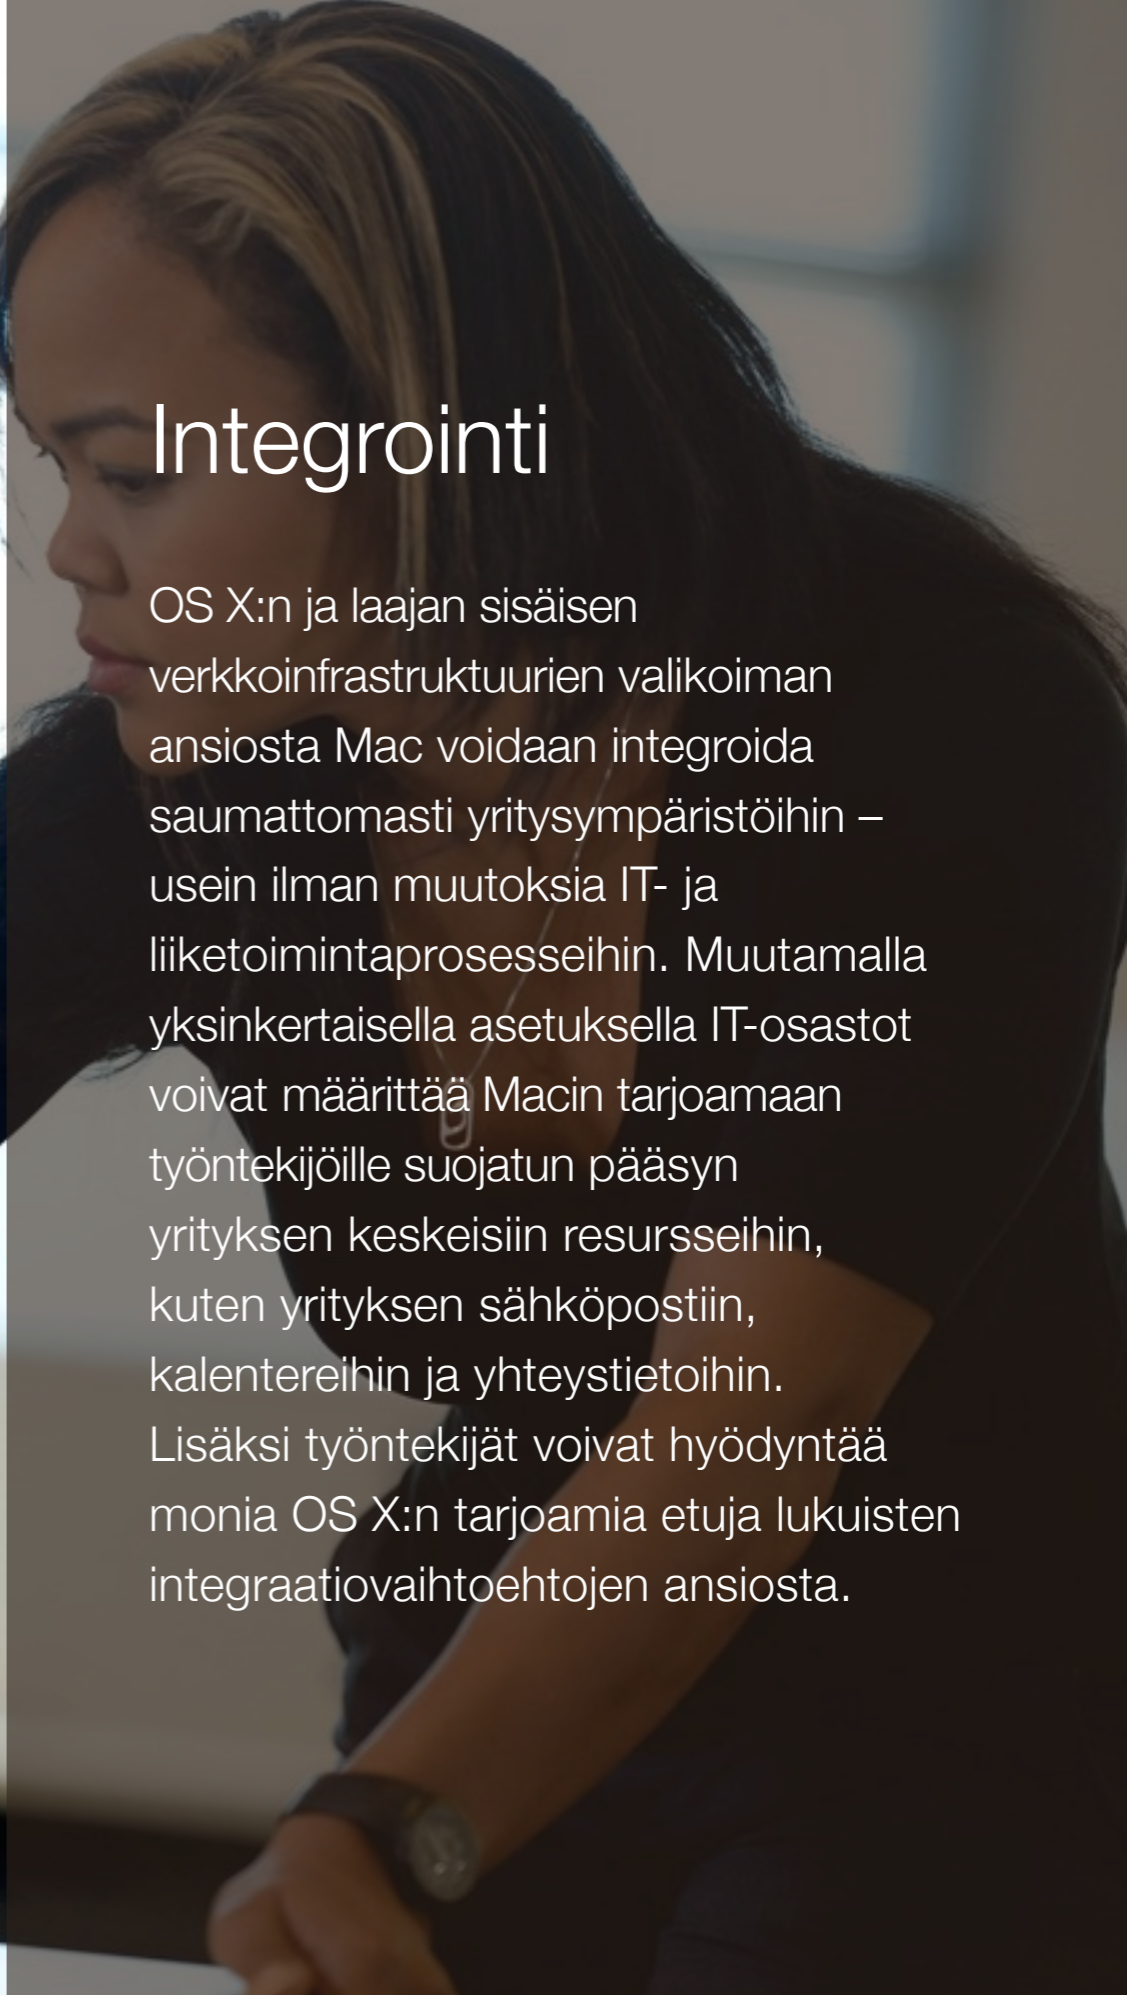 Integrointi
OS X:n ja laajan sisäisen
verkkoinfrastruktuurien valikoiman
ansiosta Mac voidaan integroida
saumattomasti yritysympäristöihin –
usein ilman muutoksia IT- ja
liiketoimintaprosesseihin. Muutamalla
yksinkertaisella asetuksella IT-osastot
voivat määrittää Macin tarjoamaan
työntekijöille suojatun pääsyn
yrityksen keskeisiin resursseihin,
kuten yrityksen sähköpostiin,
kalentereihin ja yhteystietoihin.
Lisäksi työntekijät voivat hyödyntää
monia OS X:n tarjoamia etuja lukuisten
integraatiovaihtoehtojen ansiosta.